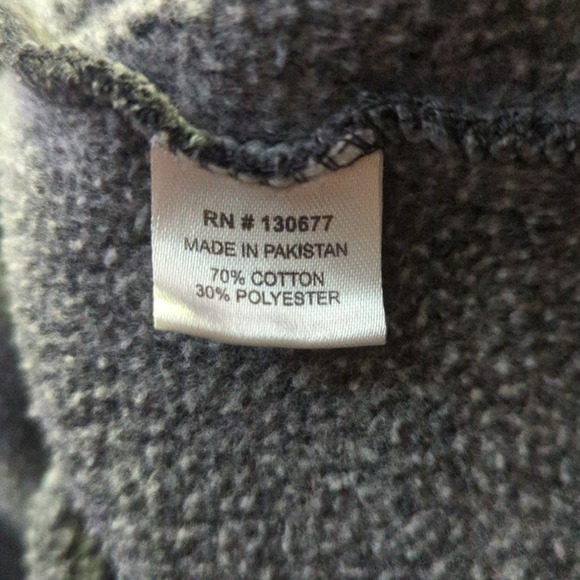 RN # 130677
MADE IN PAKISTAN
70% COTTON
30% POLYESTER